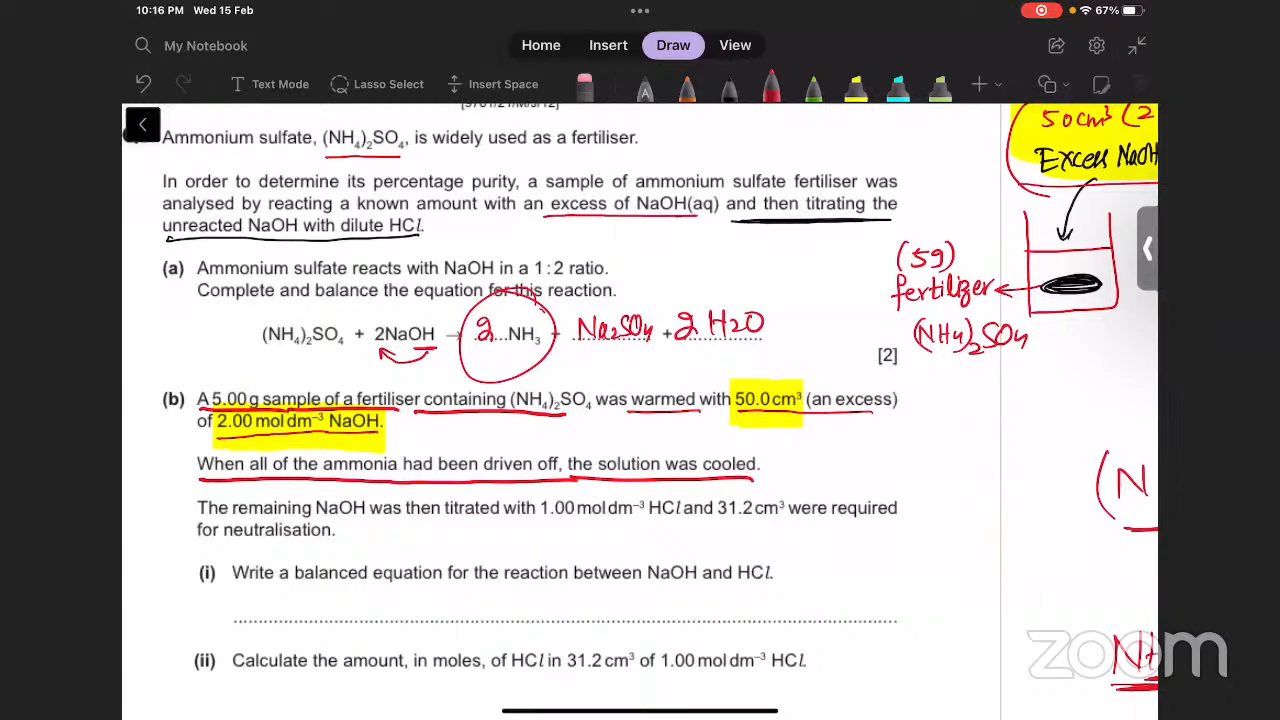 10:16 PM Wed 15 Feb
67%
My Notebook
Home Insert Draw View
Text Mode Lasso Select Insert Space
Ammonium sulfate, (NH₄)₂SO₄, is widely used as a fertiliser.
In order to determine its percentage purity, a sample of ammonium sulfate fertiliser was
analysed by reacting a known amount with an excess of NaOH(aq) and then titrating the
unreacted NaOH with dilute HCl.
(a) Ammonium sulfate reacts with NaOH in a 1:2 ratio.
Complete and balance the equation for this reaction.
(NH₄)₂SO₄ + 2NaOH → 2....NH₃ + Na₂SO₄ + 2 H2O
[2]
(b) A 5.00 g sample of a fertiliser containing (NH₄)₂SO₄ was warmed with 50.0 cm³ (an excess)
of 2.00 mol dm⁻³ NaOH.
When all of the ammonia had been driven off, the solution was cooled.
The remaining NaOH was then titrated with 1.00 mol dm⁻³ HCl and 31.2 cm³ were required
for neutralisation.
(i) Write a balanced equation for the reaction between NaOH and HCl.
(ii) Calculate the amount, in moles, of HCl in 31.2 cm³ of 1.00 mol dm⁻³ HCl.
50cm³ (2
Excess NaOH
(5g)
fertilizer
(NH4)₂SO4
(N
NH
zoom